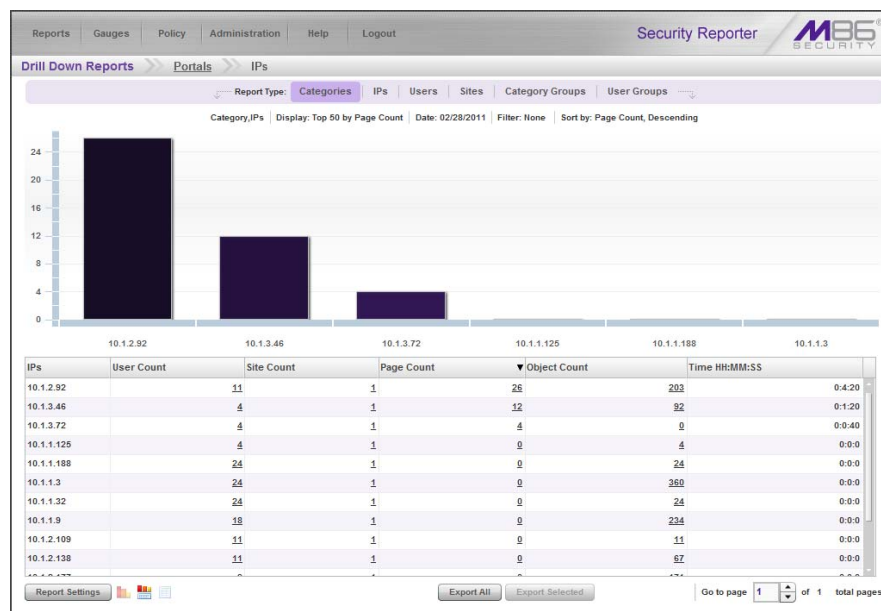 Reports Gauges Policy Administration Help Logout Security Reporter M86®
SECURITY
Drill Down Reports Portals IPs
Report Type: Categories IPs Users Sites Category Groups User Groups
Category,IPs Display: Top 50 by Page Count Date: 02/28/2011 Filter: None Sort by: Page Count, Descending
24
20
16
12
8
4
0
10.1.2.92 10.1.3.46 10.1.3.72 10.1.1.125 10.1.1.188 10.1.1.3
IPs User Count Site Count Page Count ▼ Object Count Time HH:MM:SS
10.1.2.92 11 1 26 203 0:4:20
10.1.3.46 4 1 12 92 0:1:20
10.1.3.72 4 1 4 0 0:0:40
10.1.1.125 4 1 0 4 0:0:0
10.1.1.188 24 1 0 24 0:0:0
10.1.1.3 24 1 0 360 0:0:0
10.1.1.32 24 1 0 24 0:0:0
10.1.1.9 18 1 0 234 0:0:0
10.1.2.109 11 1 0 11 0:0:0
10.1.2.138 11 1 0 67 0:0:0
Report Settings Export All Export Selected Go to page 1 of 1 total pages